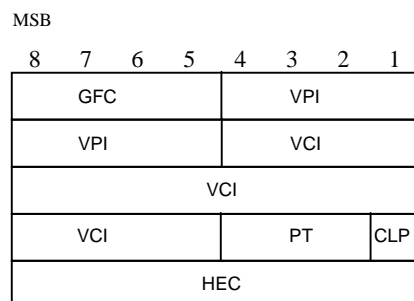 MSB
8 7 6 5 4 3 2 1
GFC VPI
VPI VCI
VCI
VCI PT CLP
HEC